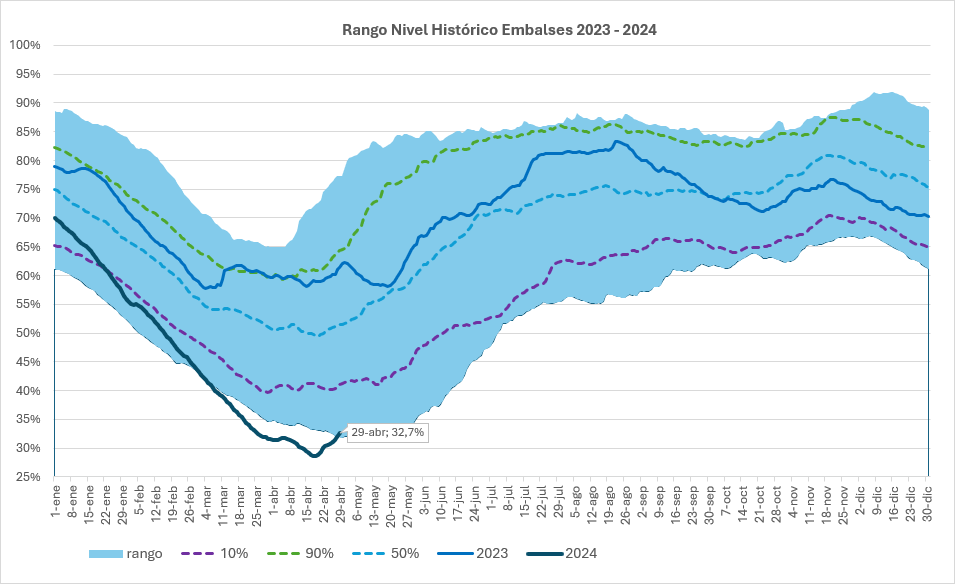 Rango Nivel Histórico Embalses 2023 - 2024
100%
95%
90%
85%
80%
75%
70%
65%
60%
55%
50%
45%
40%
35%
30%
25%
29-abr; 32,7%
1-ene
8-ene
15-ene
22-ene
29-ene
5-feb
12-feb
19-feb
26-feb
4-mar
11-mar
18-mar
25-mar
1-abr
8-abr
15-abr
22-abr
29-abr
6-may
13-may
20-may
27-may
3-jun
10-jun
17-jun
24-jun
1-jul
8-jul
15-jul
22-jul
29-jul
5-ago
12-ago
19-ago
26-ago
2-sep
9-sep
16-sep
23-sep
30-sep
7-oct
14-oct
21-oct
28-oct
4-nov
11-nov
18-nov
25-nov
2-dic
9-dic
16-dic
23-dic
30-dic
rango 10% 90% 50% 2023 2024